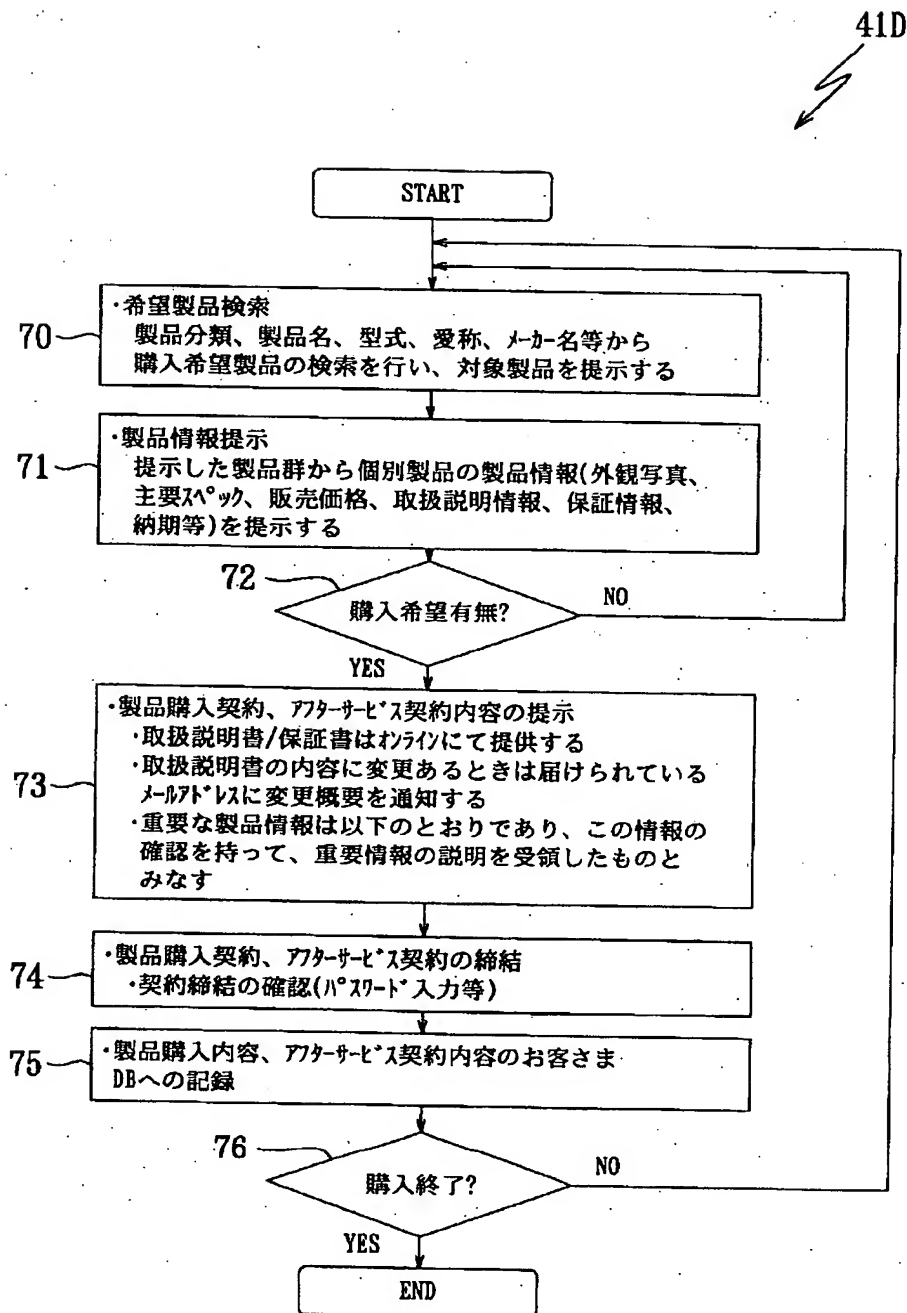 41D
START
70
・希望製品検索
製品分類、製品名、型式、愛称、ﾒｰｶｰ名等から
購入希望製品の検索を行い、対象製品を提示する
71
・製品情報提示
提示した製品群から個別製品の製品情報(外観写真、
主要ｽﾍﾟｯｸ、販売価格、取扱説明情報、保証情報、
納期等)を提示する
72
購入希望有無?
NO
YES
73
・製品購入契約、ｱﾌﾀｰｻｰﾋﾞｽ契約内容の提示
・取扱説明書/保証書はｵﾝﾗｲﾝにて提供する
・取扱説明書の内容に変更あるときは届けられている
ﾒｰﾙｱﾄﾞﾚｽに変更概要を通知する
・重要な製品情報は以下のとおりであり、この情報の
確認を持って、重要情報の説明を受領したものと
みなす
74
・製品購入契約、ｱﾌﾀｰｻｰﾋﾞｽ契約の締結
・契約締結の確認(ﾊﾟｽﾜｰﾄﾞ入力等)
75
・製品購入内容、ｱﾌﾀｰｻｰﾋﾞｽ契約内容のお客さま
DBへの記録
76
購入終了?
NO
YES
END